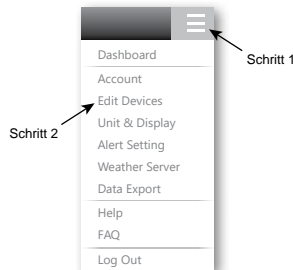 Schritt 1
Dashboard
Account
Edit Devices
Schritt 2
Unit & Display
Alert Setting
Weather Server
Data Export
Help
FAQ
Log Out